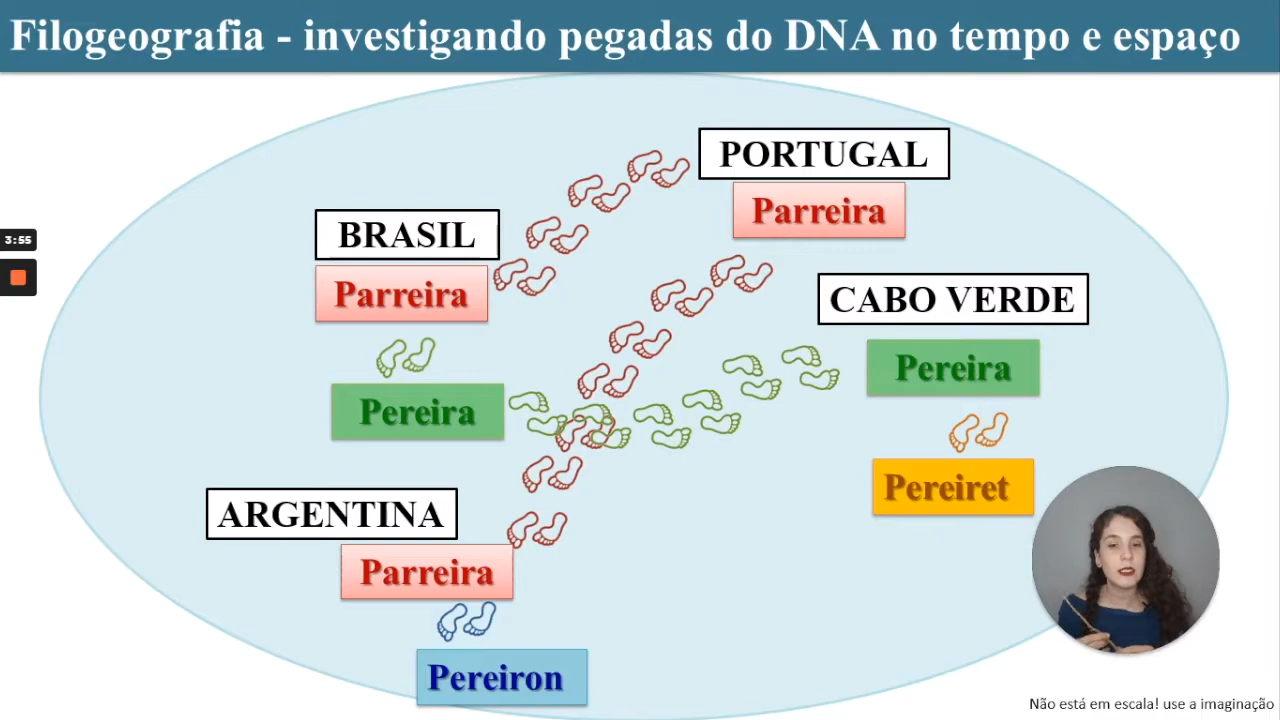 Filogeografia - investigando pegadas do DNA no tempo e espaço
PORTUGAL
Parreira
BRASIL
Parreira
3:55
CABO VERDE
Pereira
Pereira
Pereiret
ARGENTINA
Parreira
Pereiron
Não está em escala! use a imaginação